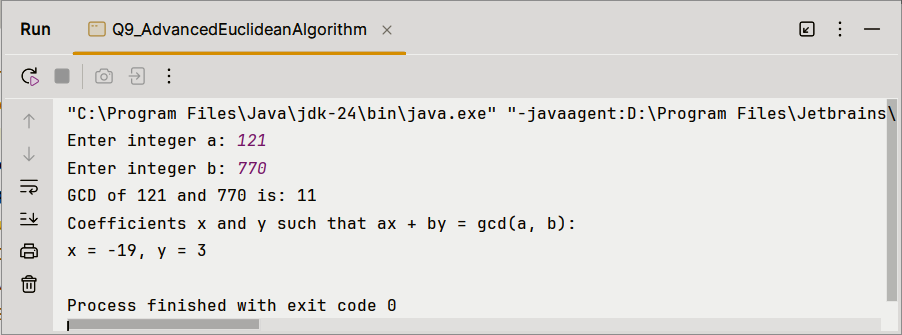 Run
Q9_AdvancedEuclideanAlgorithm
"C:\Program Files\Java\jdk-24\bin\java.exe" "-javaagent:D:\Program Files\Jetbrains\
Enter integer a: 121
Enter integer b: 770
GCD of 121 and 770 is: 11
Coefficients x and y such that ax + by = gcd(a, b):
x = -19, y = 3
Process finished with exit code 0